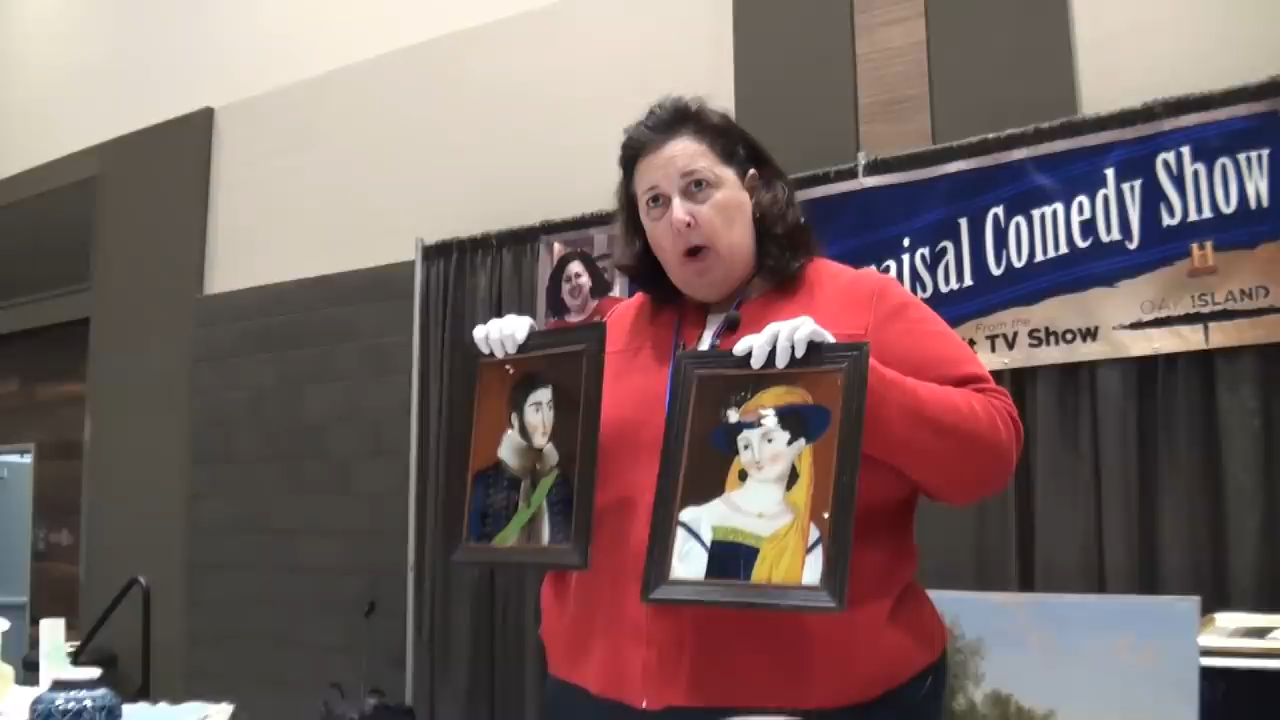 aisal Comedy Show
H
OAK ISLAND
From the
t TV Show